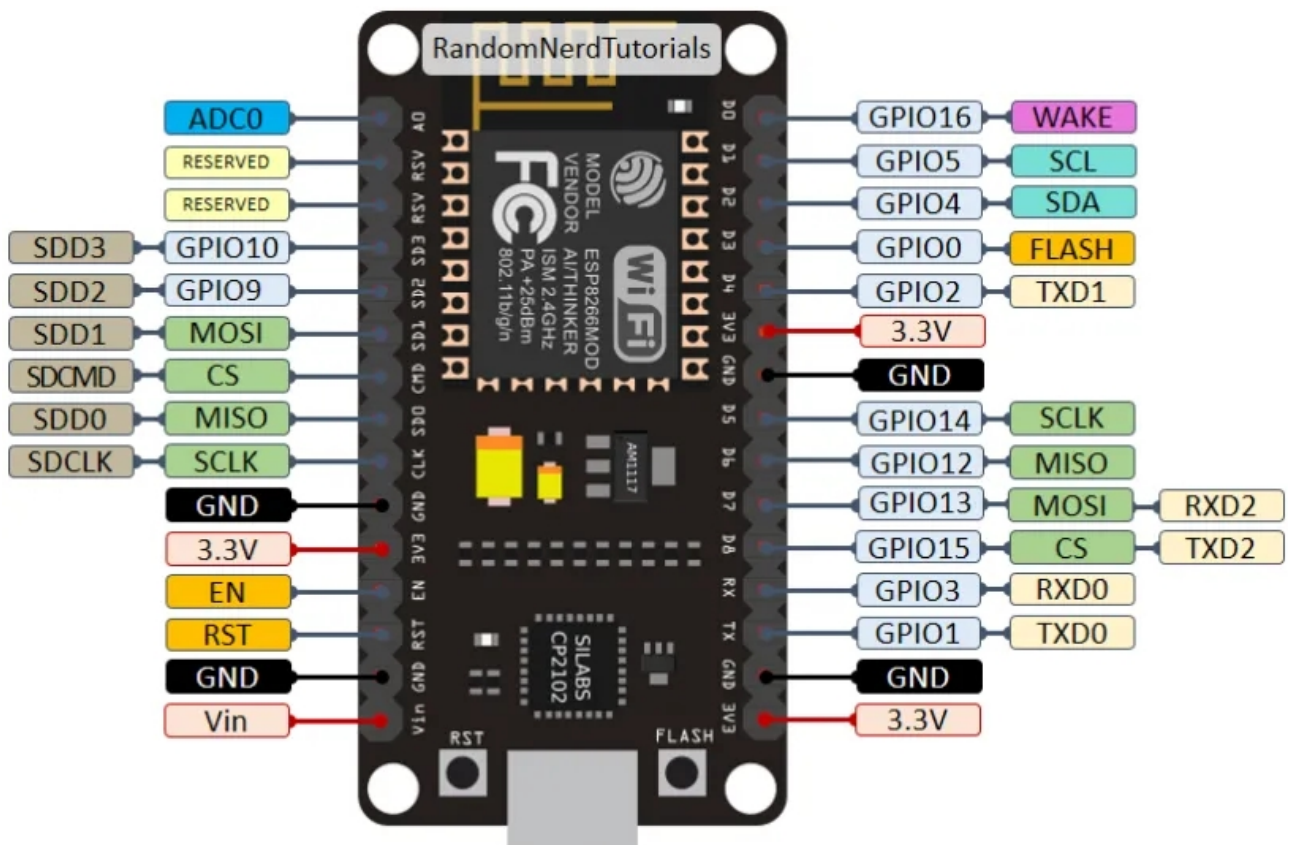 RandomNerdTutorials
ADC0 A0 D0 GPIO16 WAKE
RESERVED RSV D1 GPIO5 SCL
RESERVED RSV D2 GPIO4 SDA
SDD3 GPIO10 SD3 D3 GPIO0 FLASH
SDD2 GPIO9 SD2 D4 GPIO2 TXD1
SDD1 MOSI SD1 3V3 3.3V
SDCMD CS CMD GND GND
SDD0 MISO SD0 D5 GPIO14 SCLK
SDCLK SCLK CLK D6 GPIO12 MISO
GND GND D7 GPIO13 MOSI RXD2
3.3V 3V3 D8 GPIO15 CS TXD2
EN EN RX GPIO3 RXD0
RST RST TX GPIO1 TXD0
GND GND GND GND
Vin Vin 3V3 3.3V
MODEL ESP8266MOD
VENDOR AI/THINKER
ISM 2.4GHz
PA +25dBm
802.11b/g/n
FC
Wi Fi
AM1117
SILABS
CP2102
RST
FLASH